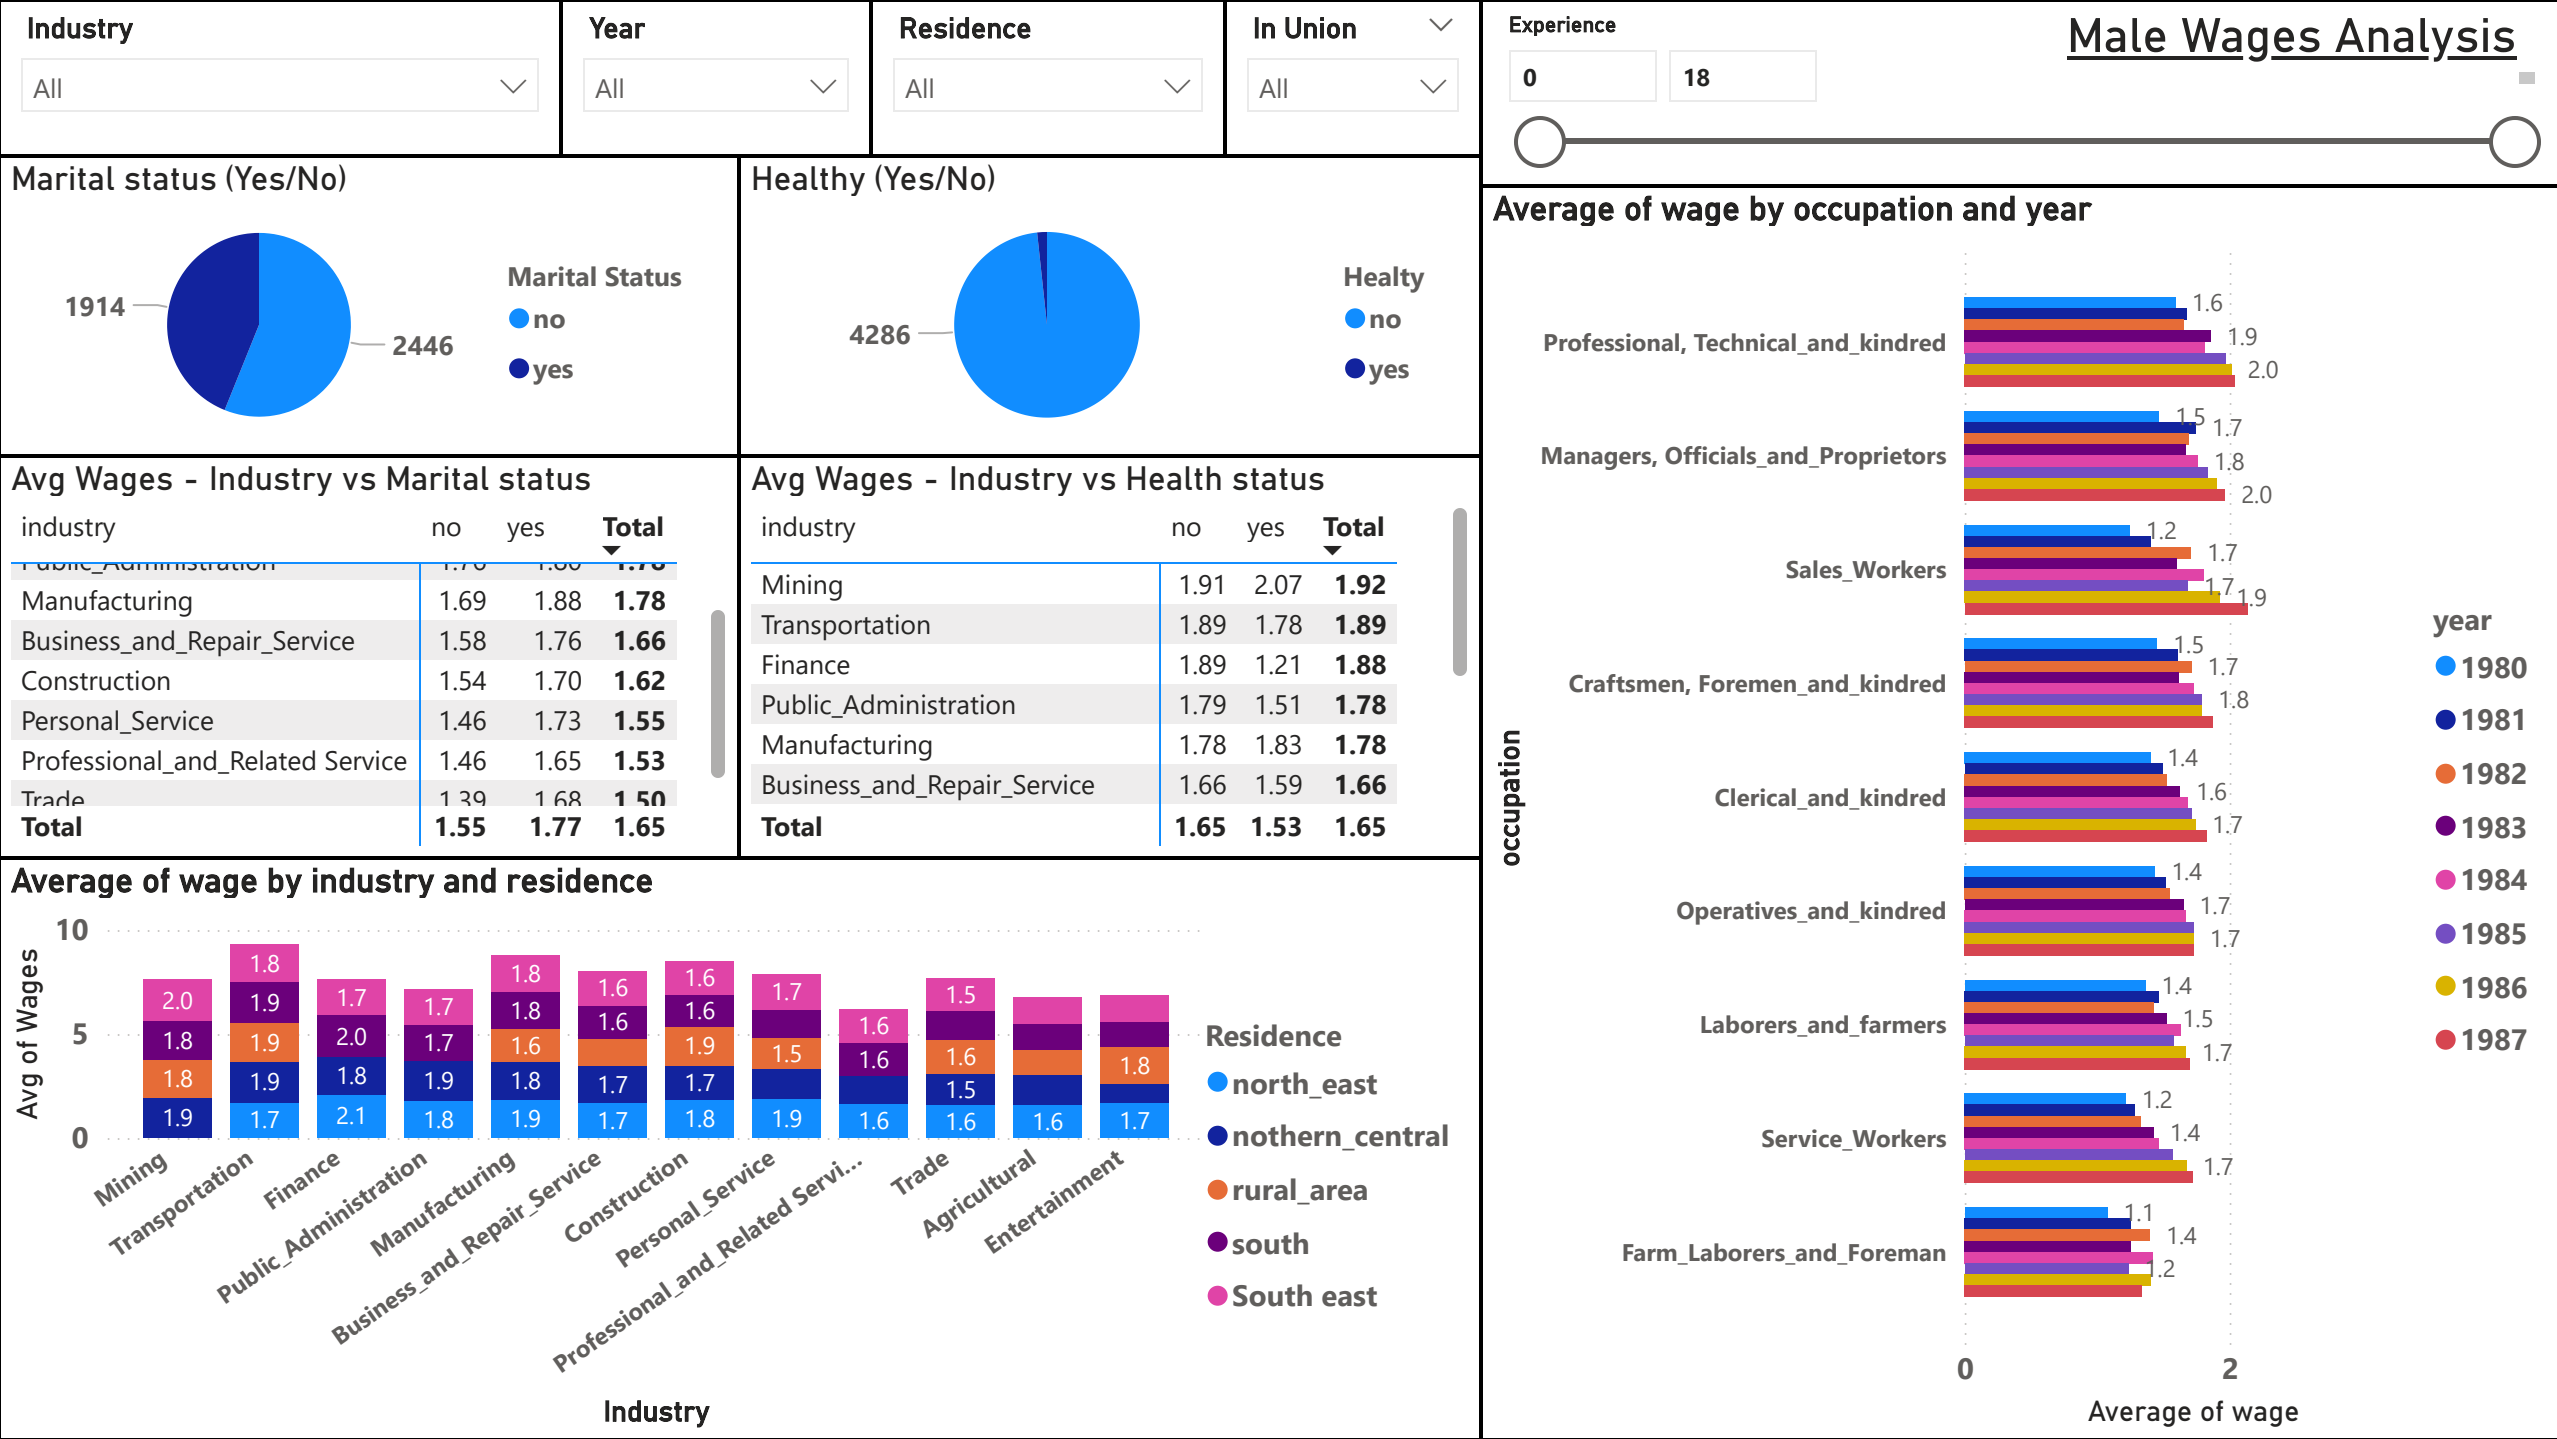 Industry
All
Year
All
Residence
All
In Union
All
Experience
0 18
Male Wages Analysis
Marital status (Yes/No)
1914
2446
Marital Status
no
yes
Healthy (Yes/No)
4286
Healty
no
yes
Avg Wages - Industry vs Marital status
industry no yes Total
Public_Administration 1.76 1.80 1.78
Manufacturing 1.69 1.88 1.78
Business_and_Repair_Service 1.58 1.76 1.66
Construction 1.54 1.70 1.62
Personal_Service 1.46 1.73 1.55
Professional_and_Related Service 1.46 1.65 1.53
Trade 1.39 1.68 1.50
Total 1.55 1.77 1.65
Avg Wages - Industry vs Health status
industry no yes Total
Mining 1.91 2.07 1.92
Transportation 1.89 1.78 1.89
Finance 1.89 1.21 1.88
Public_Administration 1.79 1.51 1.78
Manufacturing 1.78 1.83 1.78
Business_and_Repair_Service 1.66 1.59 1.66
Total 1.65 1.53 1.65
Average of wage by industry and residence
Avg of Wages
10
5
0
2.0
1.8
1.8
1.9
1.8
1.9
1.9
1.9
1.7
1.7
2.0
1.8
2.1
1.7
1.7
1.9
1.8
1.8
1.8
1.6
1.8
1.9
1.6
1.6
1.7
1.7
1.6
1.6
1.9
1.7
1.8
1.7
1.5
1.9
1.6
1.6
1.6
1.5
1.6
1.5
1.6
1.6
1.8
1.7
Mining
Transportation
Finance
Public_Administration
Manufacturing
Business_and_Repair_Service
Construction
Personal_Service
Professional_and_Related Servi...
Trade
Agricultural
Entertainment
Industry
Residence
north_east
nothern_central
rural_area
south
South east
Average of wage by occupation and year
occupation
Professional, Technical_and_kindred
1.6
1.9
2.0
Managers, Officials_and_Proprietors
1.5
1.7
1.8
2.0
Sales_Workers
1.2
1.7
1.7
1.9
Craftsmen, Foremen_and_kindred
1.5
1.7
1.8
Clerical_and_kindred
1.4
1.6
1.7
Operatives_and_kindred
1.4
1.7
1.7
Laborers_and_farmers
1.4
1.5
1.7
Service_Workers
1.2
1.4
1.7
Farm_Laborers_and_Foreman
1.1
1.4
1.2
0 2
Average of wage
year
1980
1981
1982
1983
1984
1985
1986
1987